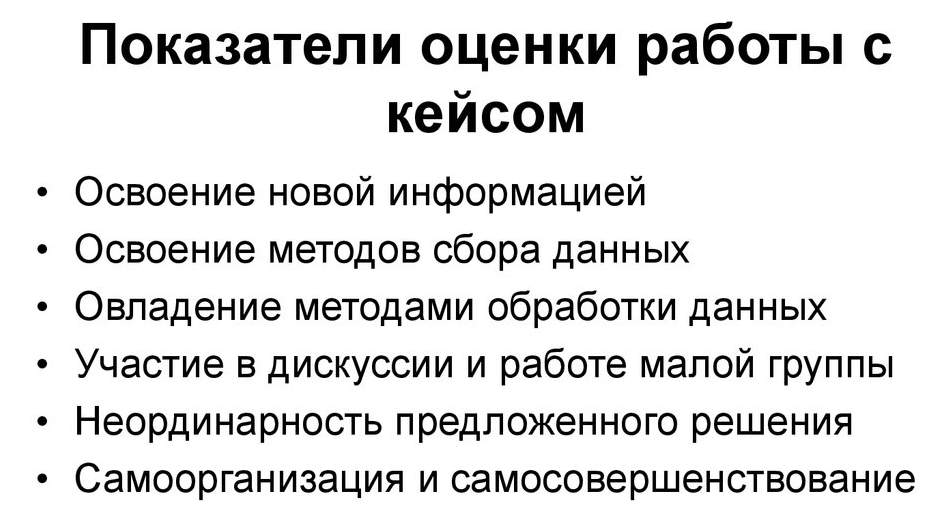 Показатели оценки работы с
кейсом
• Освоение новой информацией
• Освоение методов сбора данных
• Овладение методами обработки данных
• Участие в дискуссии и работе малой группы
• Неординарность предложенного решения
• Самоорганизация и самосовершенствование